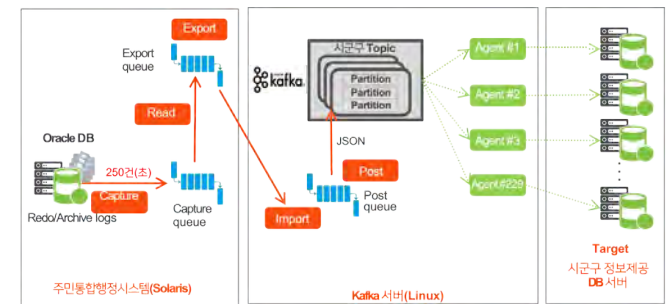 Export
Export
queue
Read
Oracle DB
250건(초)
Capture
Redo/Archive logs
Capture
queue
주민통합행정시스템(Solaris)
kafka
시군구 Topic
Partition
Partition
Partition
JSON
Post
Post
queue
Import
Kafka 서버(Linux)
Agent #1
Agent #2
Agent #3
Agent #229
Target
시군구 정보제공
DB 서버